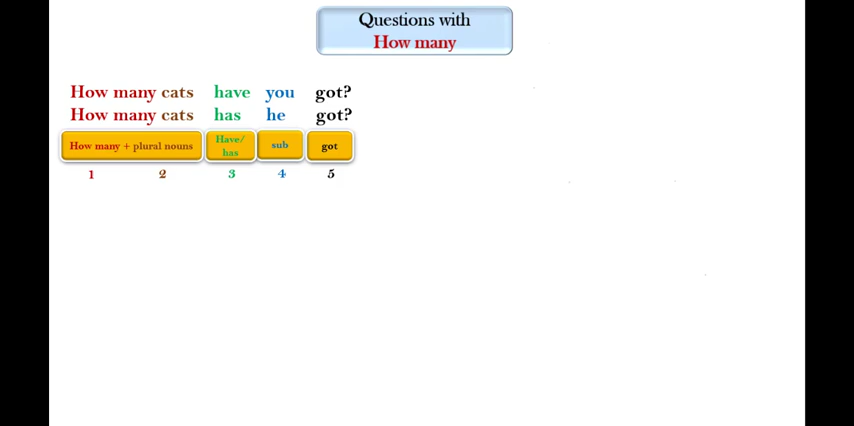 Questions with
How many
How many cats have you got?
How many cats has he got?
How many + plural nouns Have/has sub got
1 2 3 4 5